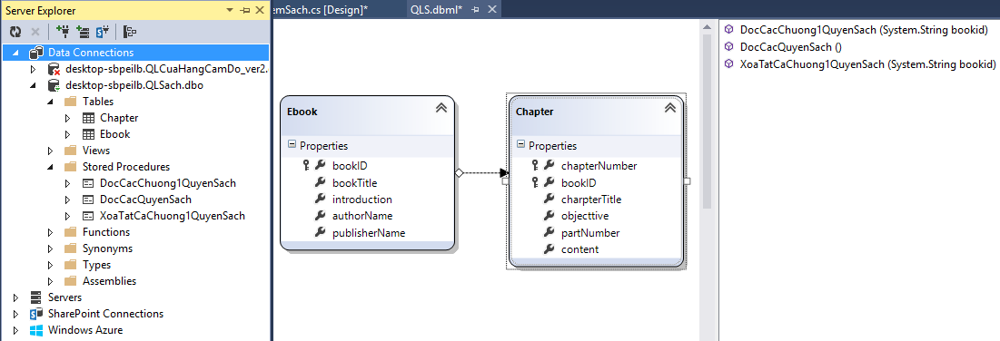 Server Explorer
emSach.cs [Design]*
QLS.dbml*
Data Connections
desktop-sbpeilb.QLCuaHangCamDo_ver2.
desktop-sbpeilb.QLSach.dbo
Tables
Chapter
Ebook
Views
Stored Procedures
DocCacChuong1QuyenSach
DocCacQuyenSach
XoaTatCaChuong1QuyenSach
Functions
Synonyms
Types
Assemblies
Servers
SharePoint Connections
Windows Azure
Ebook
Properties
bookID
bookTitle
introduction
authorName
publisherName
Chapter
Properties
chapterNumber
bookID
charpterTitle
objecttive
partNumber
content
DocCacChuong1QuyenSach (System.String bookid)
DocCacQuyenSach ()
XoaTatCaChuong1QuyenSach (System.String bookid)